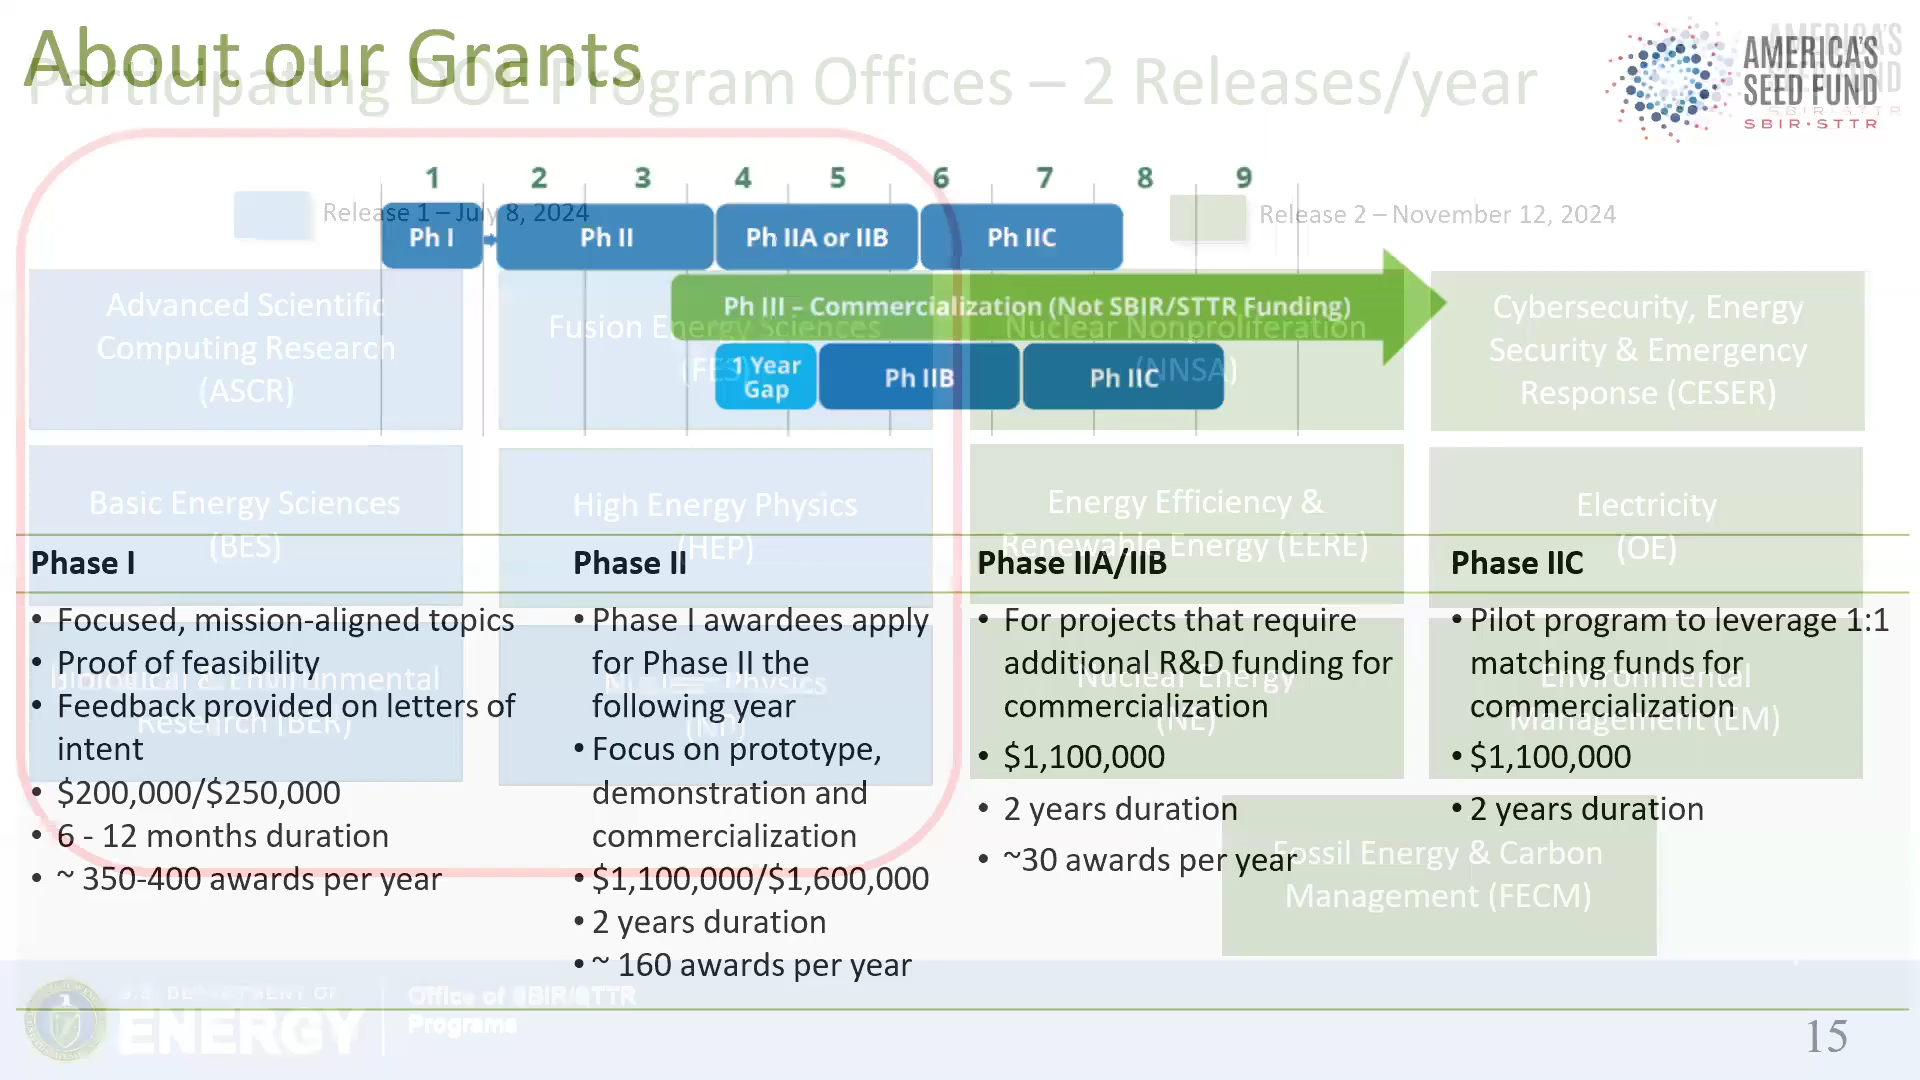 About our Grants
Participating DOE Program Offices – 2 Releases/year
AMERICA'S
SEED FUND
SBIR·STTR
1 2 3 4 5 6 7 8 9
Release 1 – July 8, 2024
Release 2 – November 12, 2024
Ph I
Ph II
Ph IIA or IIB
Ph IIC
Ph III – Commercialization (Not SBIR/STTR Funding)
1 Year
Gap
Ph IIB
Ph IIC
Advanced Scientific
Computing Research
(ASCR)
Fusion Energy Sciences
(FES)
Nuclear Nonproliferation
(NNSA)
Cybersecurity, Energy
Security & Emergency
Response (CESER)
Basic Energy Sciences
(BES)
High Energy Physics
(HEP)
Energy Efficiency &
Renewable Energy (EERE)
Electricity
(OE)
Biological & Environmental
Research (BER)
Nuclear Physics
(NP)
Nuclear Energy
(NE)
Environmental
Management (EM)
Fossil Energy & Carbon
Management (FECM)
Phase I
• Focused, mission-aligned topics
• Proof of feasibility
• Feedback provided on letters of
intent
• $200,000/$250,000
• 6 - 12 months duration
• ~ 350-400 awards per year
Phase II
• Phase I awardees apply
for Phase II the
following year
• Focus on prototype,
demonstration and
commercialization
• $1,100,000/$1,600,000
• 2 years duration
• ~ 160 awards per year
Phase IIA/IIB
• For projects that require
additional R&D funding for
commercialization
• $1,100,000
• 2 years duration
• ~30 awards per year
Phase IIC
• Pilot program to leverage 1:1
matching funds for
commercialization
• $1,100,000
• 2 years duration
U.S. DEPARTMENT OF
ENERGY
Office of SBIR/STTR
Programs
15